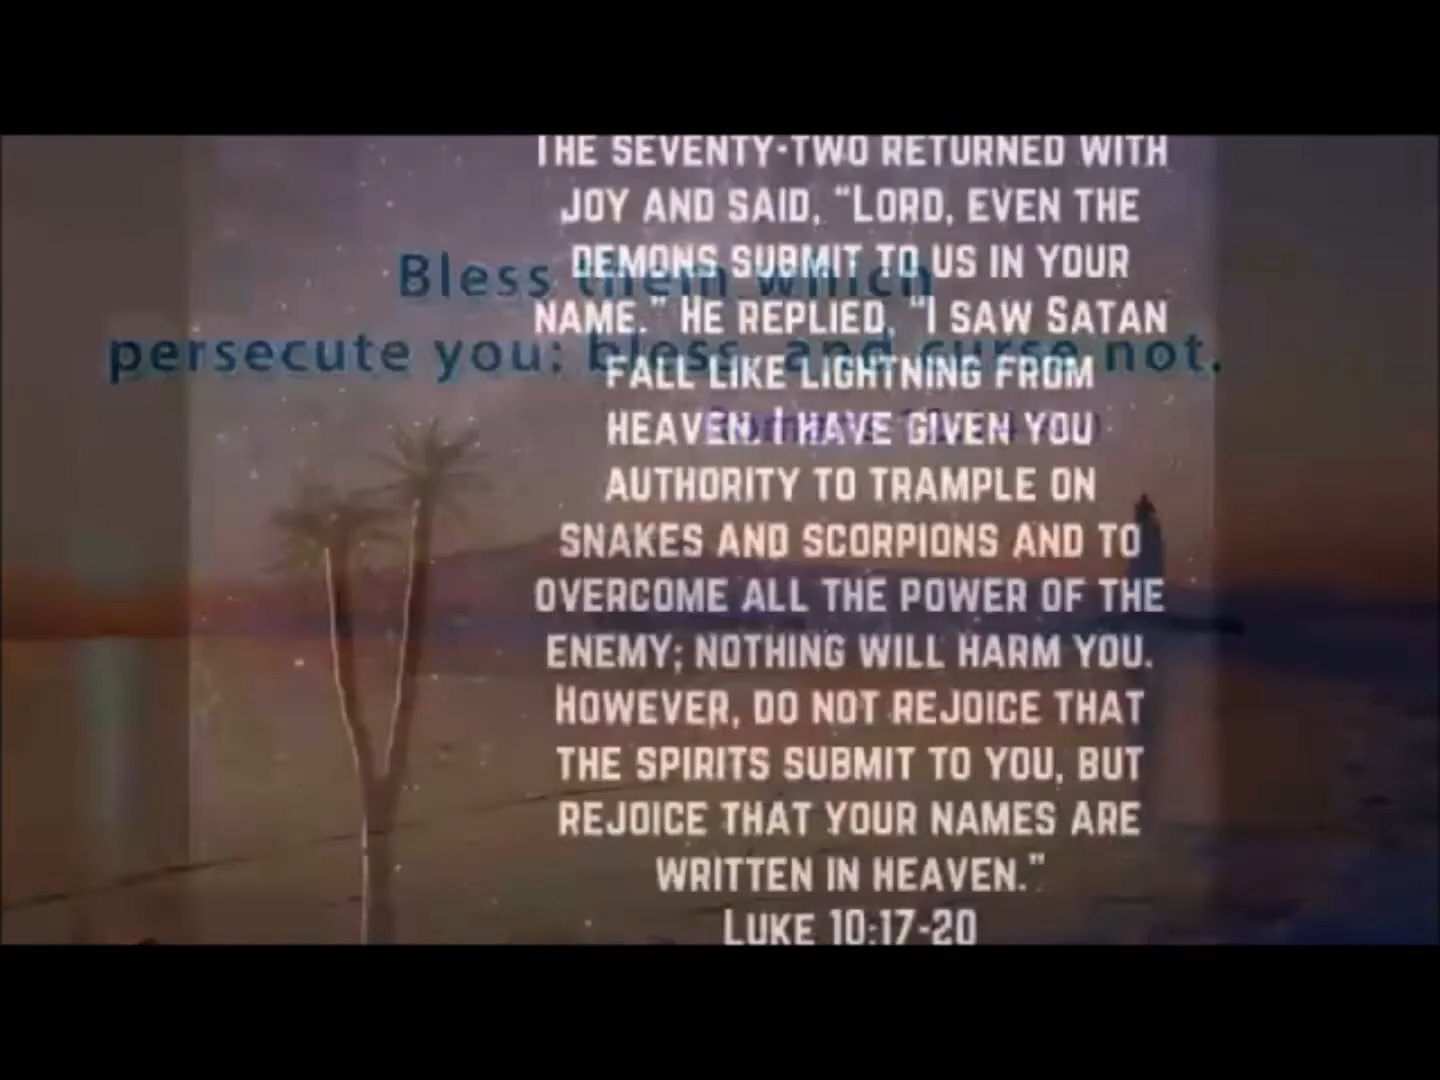 THE SEVENTY-TWO RETURNED WITH
JOY AND SAID, “LORD, EVEN THE
DEMONS SUBMIT TO US IN YOUR
NAME.” HE REPLIED, “I SAW SATAN
FALL LIKE LIGHTNING FROM
HEAVEN. I HAVE GIVEN YOU
AUTHORITY TO TRAMPLE ON
SNAKES AND SCORPIONS AND TO
OVERCOME ALL THE POWER OF THE
ENEMY; NOTHING WILL HARM YOU.
HOWEVER, DO NOT REJOICE THAT
THE SPIRITS SUBMIT TO YOU, BUT
REJOICE THAT YOUR NAMES ARE
WRITTEN IN HEAVEN.”
LUKE 10:17-20
Bless them which
persecute you: bless, and curse not.